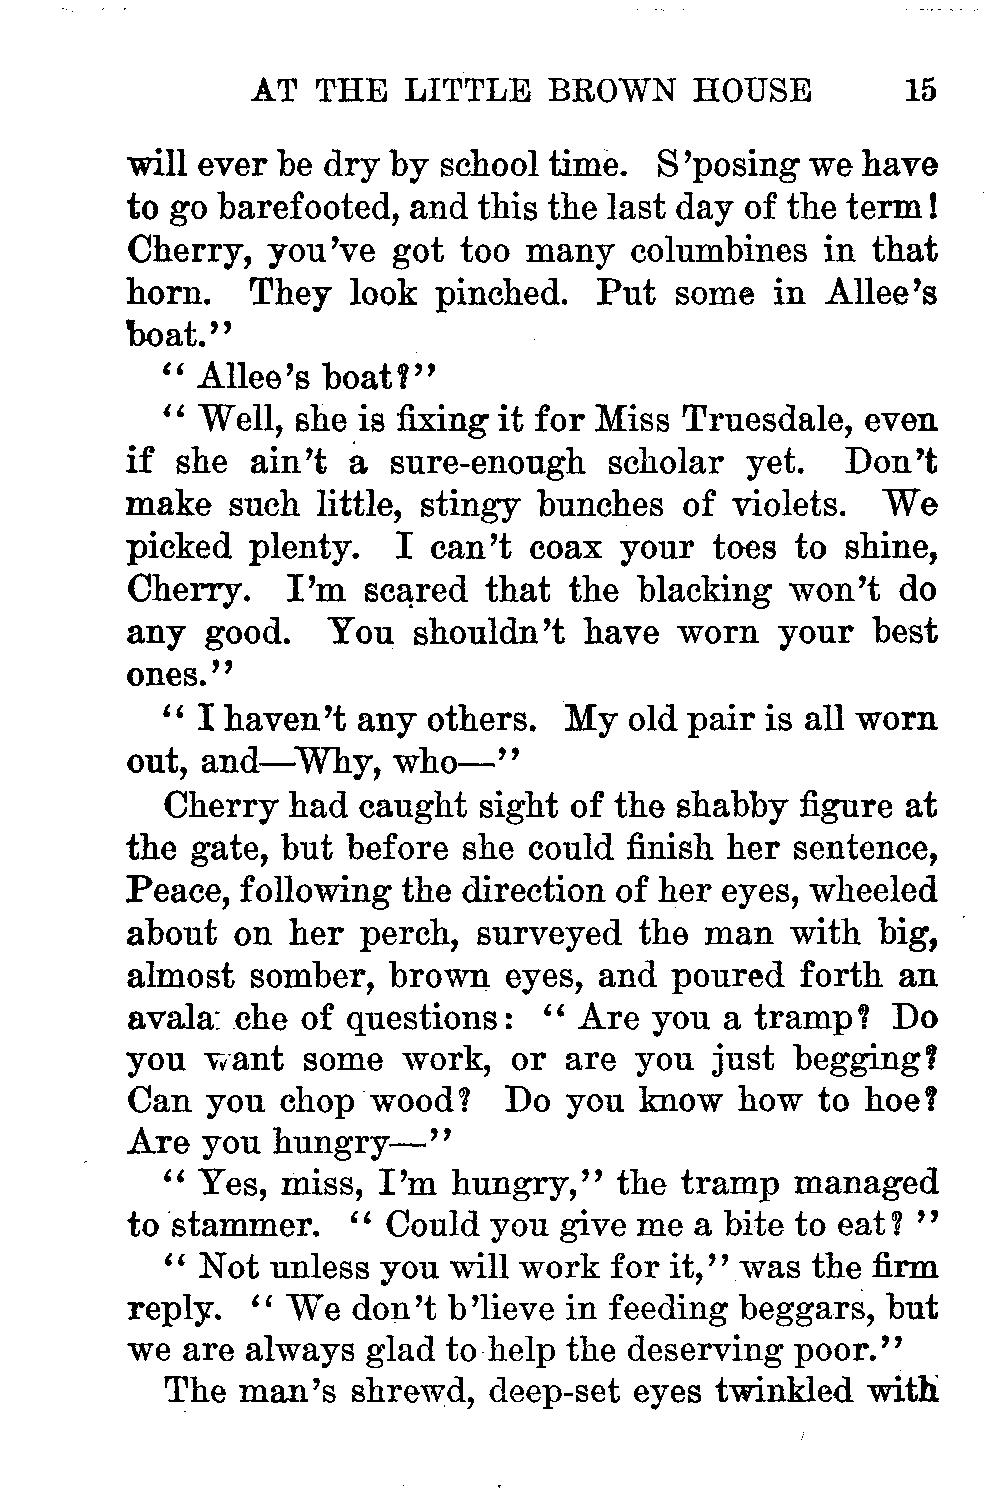 AT THE LITTLE BROWN HOUSE 15
will ever be dry by school time. S'posing we have
to go barefooted, and this the last day of the term!
Cherry, you've got too many columbines in that
horn. They look pinched. Put some in Allee's
boat."
" Allee's boat?"
" Well, she is fixing it for Miss Truesdale, even
if she ain't a sure-enough scholar yet. Don't
make such little, stingy bunches of violets. We
picked plenty. I can't coax your toes to shine,
Cherry. I'm scared that the blacking won't do
any good. You shouldn't have worn your best
ones."
" I haven't any others. My old pair is all worn
out, and—Why, who—"
Cherry had caught sight of the shabby figure at
the gate, but before she could finish her sentence,
Peace, following the direction of her eyes, wheeled
about on her perch, surveyed the man with big,
almost somber, brown eyes, and poured forth an
avalanche of questions: " Are you a tramp? Do
you want some work, or are you just begging?
Can you chop wood? Do you know how to hoe?
Are you hungry—"
" Yes, miss, I'm hungry," the tramp managed
to stammer. " Could you give me a bite to eat? "
" Not unless you will work for it," was the firm
reply. " We don't b'lieve in feeding beggars, but
we are always glad to help the deserving poor."
The man's shrewd, deep-set eyes twinkled with